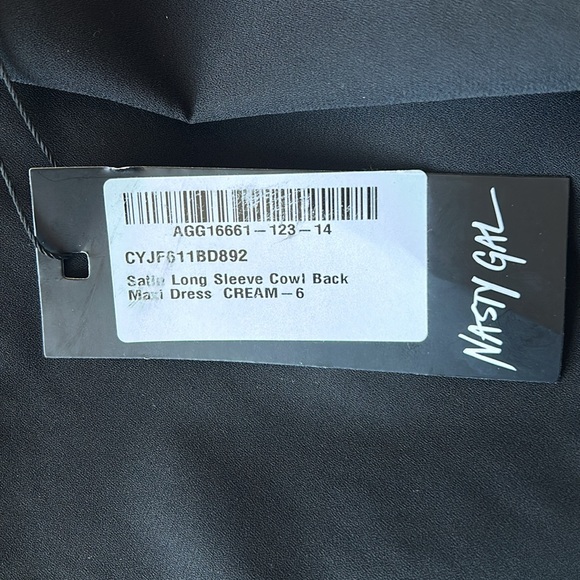 AGG16661-123-14
CYJF611BD892
Satin Long Sleeve Cowl Back
Maxi Dress CREAM-6
NASTY GAL